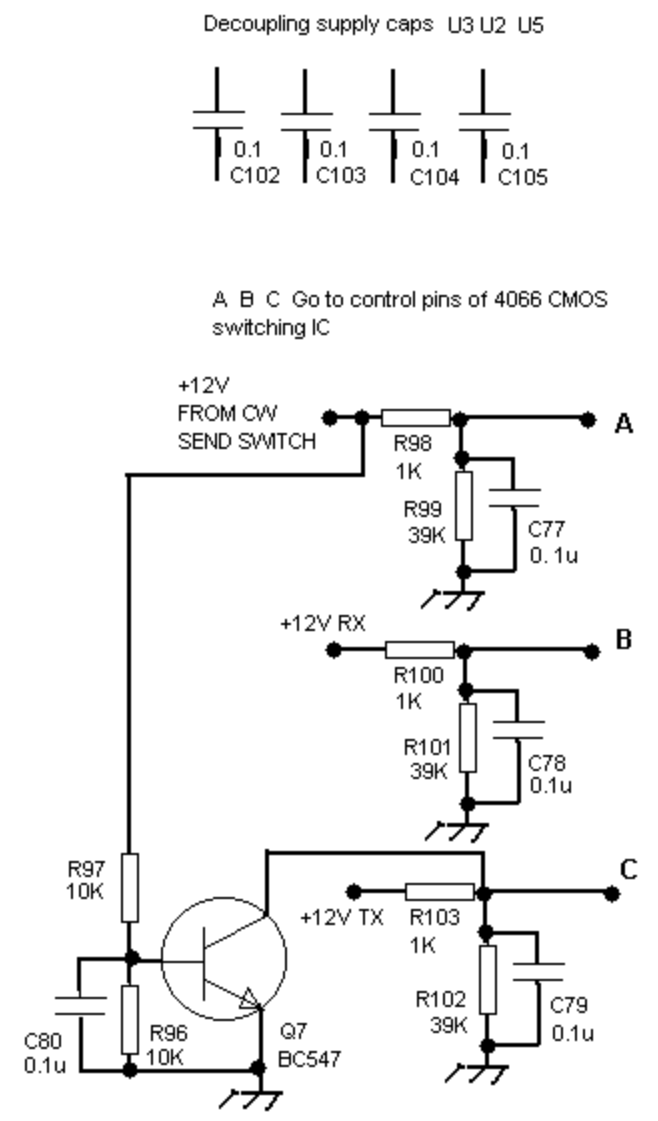 Decoupling supply caps U3 U2 U5
0.1
C102
0.1
C103
0.1
C104
0.1
C105
A B C Go to control pins of 4066 CMOS
switching IC
+12V
FROM CW
SEND SWITCH
R98
1K
A
R99
39K
C77
0.1u
+12V RX
B
R100
1K
R101
39K
C78
0.1u
R97
10K
C
+12V TX
R103
1K
R102
39K
C79
0.1u
C80
0.1u
R96
10K
Q7
BC547